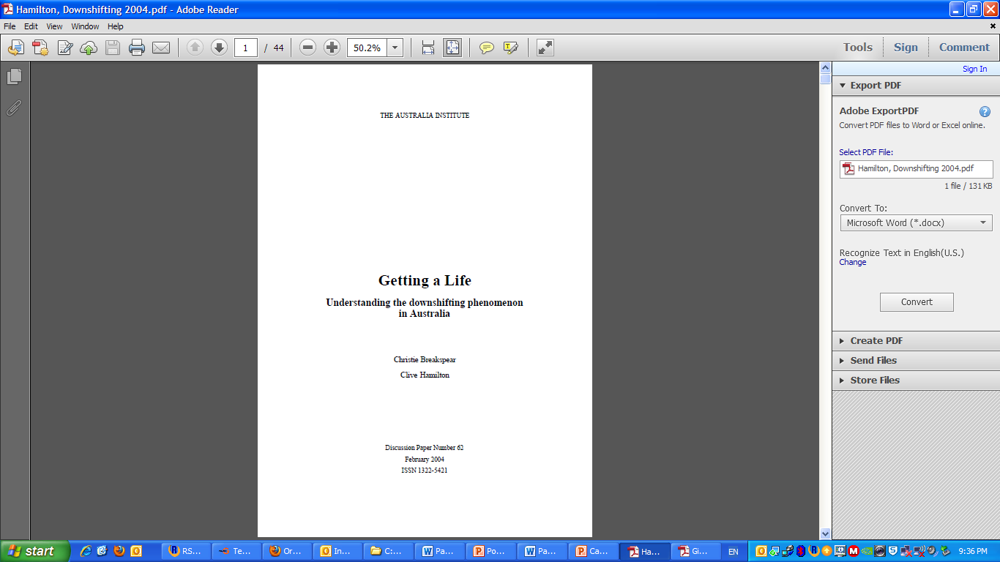 Hamilton, Downshifting 2004.pdf - Adobe Reader
File Edit View Window Help
1 / 44 50.2% Tools Sign Comment
Sign In
Export PDF
Adobe ExportPDF
Convert PDF files to Word or Excel online.
Select PDF File:
Hamilton, Downshifting 2004.pdf
1 file / 131 KB
Convert To:
Microsoft Word (*.docx)
Recognize Text in English(U.S.)
Change
Convert
Create PDF
Send Files
Store Files
THE AUSTRALIA INSTITUTE
Getting a Life
Understanding the downshifting phenomenon
in Australia
Christie Breakspear
Clive Hamilton
Discussion Paper Number 62
February 2004
ISSN 1322-5421
start RS... Te... Or... In... C:... Pa... Po... Pa... Ca... Ha... Gi... EN 9:36 PM